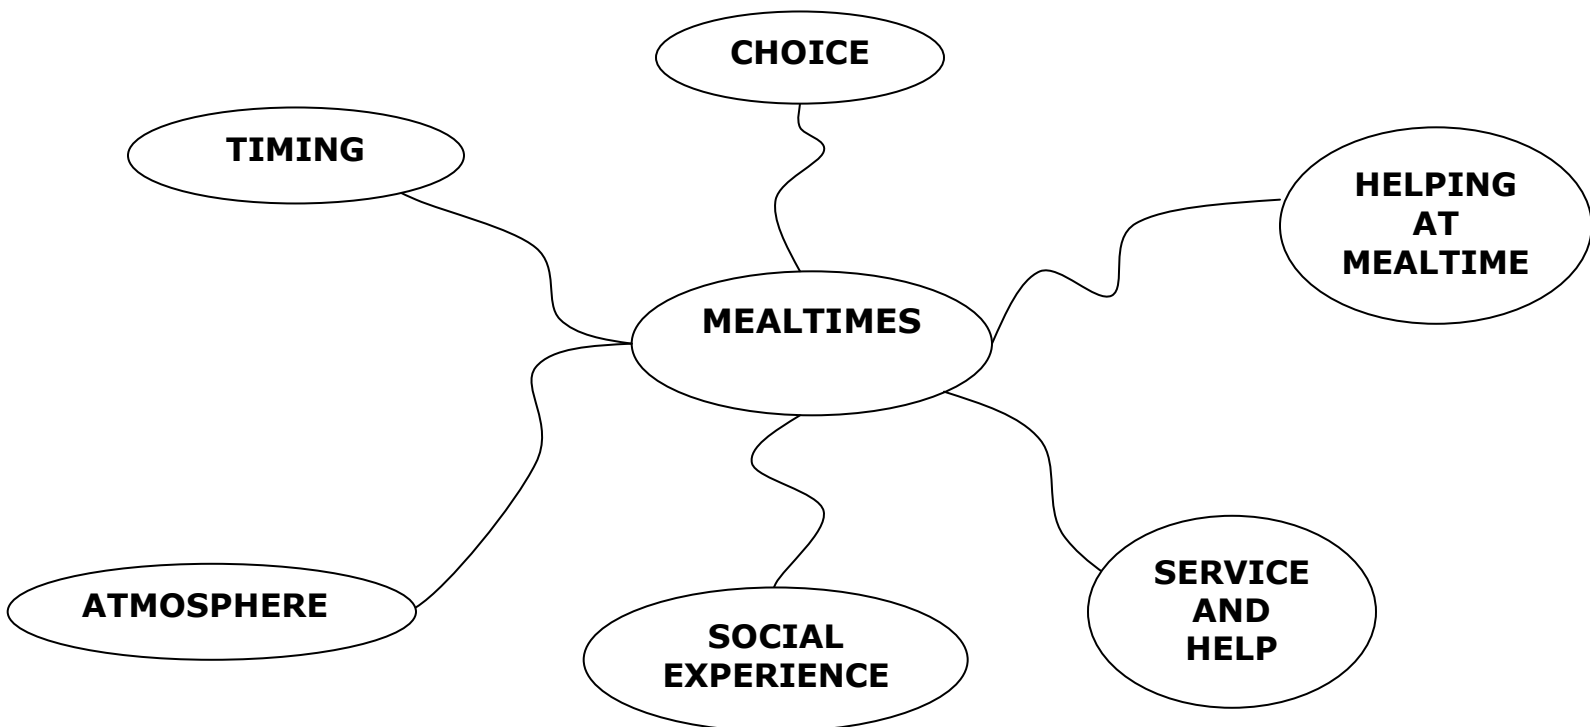 CHOICE
TIMING
HELPING
AT
MEALTIME
MEALTIMES
ATMOSPHERE
SOCIAL
EXPERIENCE
SERVICE
AND
HELP